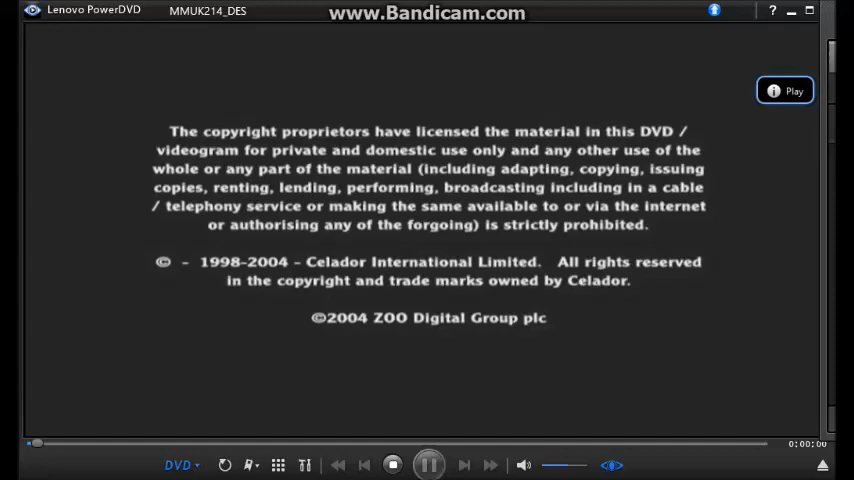 Lenovo PowerDVD
MMUK214_DES
www.Bandicam.com
?
Play
The copyright proprietors have licensed the material in this DVD /
videogram for private and domestic use only and any other use of the
whole or any part of the material (including adapting, copying, issuing
copies, renting, lending, performing, broadcasting including in a cable
/ telephony service or making the same available to or via the internet
or authorising any of the forgoing) is strictly prohibited.
© - 1998-2004 - Celador International Limited. All rights reserved
in the copyright and trade marks owned by Celador.
©2004 ZOO Digital Group plc
0:00:00
DVD